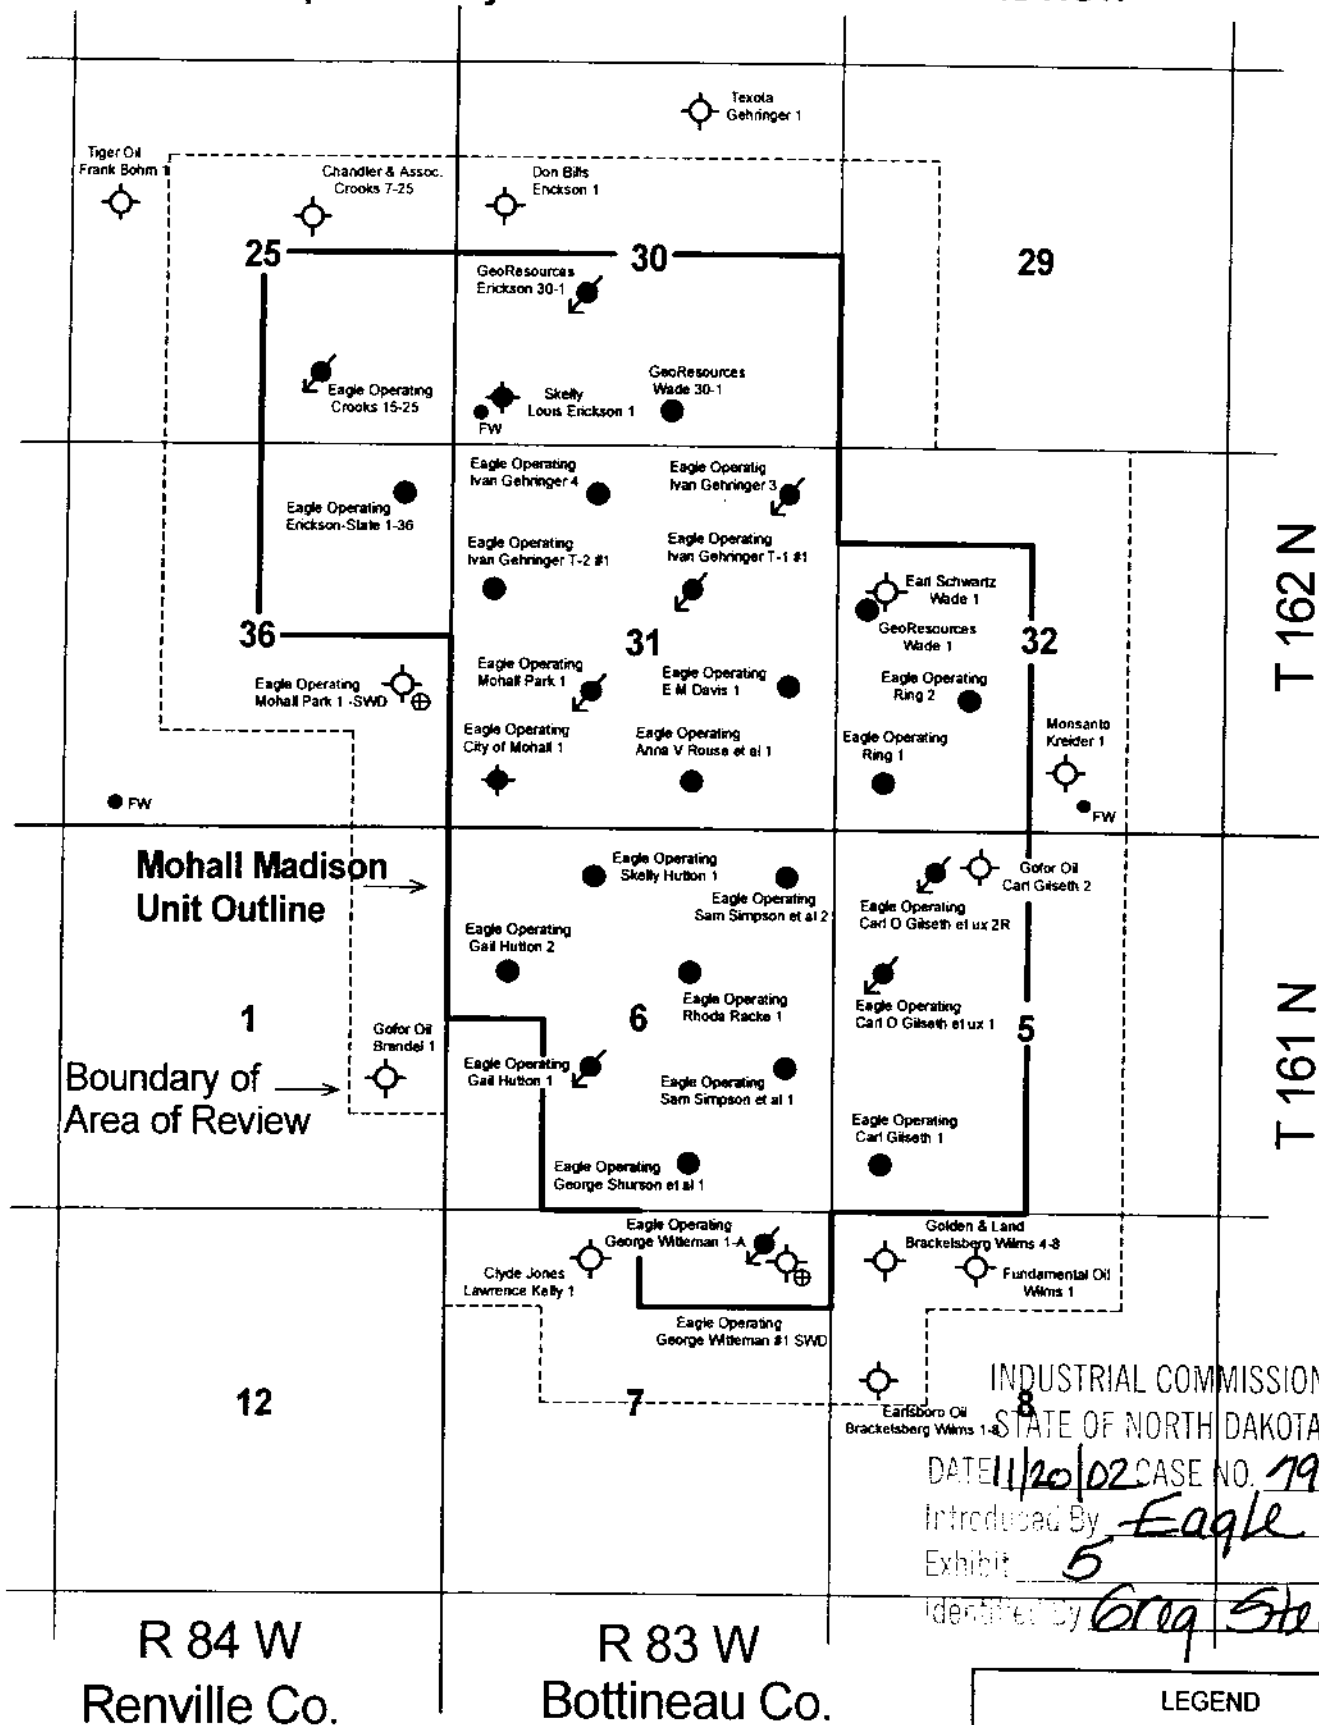 Texota
Gehringer 1
Tiger Oil
Frank Bohm 1
Chandler & Assoc.
Crooks 7-25
Don Bilts
Erickson 1
25
30
29
GeoResources
Erickson 30-1
Eagle Operating
Crooks 15-25
Skelly
Louis Erickson 1
FW
GeoResources
Wade 30-1
Eagle Operating
Ivan Gehringer 4
Eagle Operatig
Ivan Gehringer 3
Eagle Operating
Erickson-State 1-36
Eagle Operating
Ivan Gehringer T-2 #1
Eagle Operating
Ivan Gehringer T-1 #1
Earl Schwartz
Wade 1
GeoResources
Wade 1
T 162 N
36
31
32
Eagle Operating
Mohall Park 1 -SWD
Eagle Operating
Mohall Park 1
Eagle Operating
E M Davis 1
Eagle Operating
Ring 2
Eagle Operating
City of Mohall 1
Eagle Operating
Anna V Rouse et al 1
Eagle Operating
Ring 1
Monsanto
Kreider 1
FW
FW
Mohall Madison
Unit Outline
Eagle Operating
Skelly Hutton 1
Eagle Operating
Sam Simpson et al 2
Gofor Oil
Carl Gilseth 2
Eagle Operating
Carl O Gilseth et ux 2R
Eagle Operating
Gail Hutton 2
Eagle Operating
Rhoda Racke 1
Eagle Operating
Carl O Gilseth et ux 1
1
6
5
T 161 N
Gofor Oil
Brendel 1
Boundary of
Area of Review
Eagle Operating
Gail Hutton 1
Eagle Operating
Sam Simpson et al 1
Eagle Operating
Carl Gilseth 1
Eagle Operating
George Shurson et al 1
Eagle Operating
George Witteman 1-A
Golden & Land
Brackelsberg Wilms 4-8
Clyde Jones
Lawrence Kelly 1
Fundamental Oil
Wilms 1
Eagle Operating
George Witteman #1 SWD
12
7
8
Earlsboro Oil
Brackelsberg Wilms 1-8
INDUSTRIAL COMMISSION
STATE OF NORTH DAKOTA
DATE 11/20/02 CASE NO. 79
Introduced By Eagle
Exhibit 5
Identified By Greg Ste
R 84 W
Renville Co.
R 83 W
Bottineau Co.
LEGEND